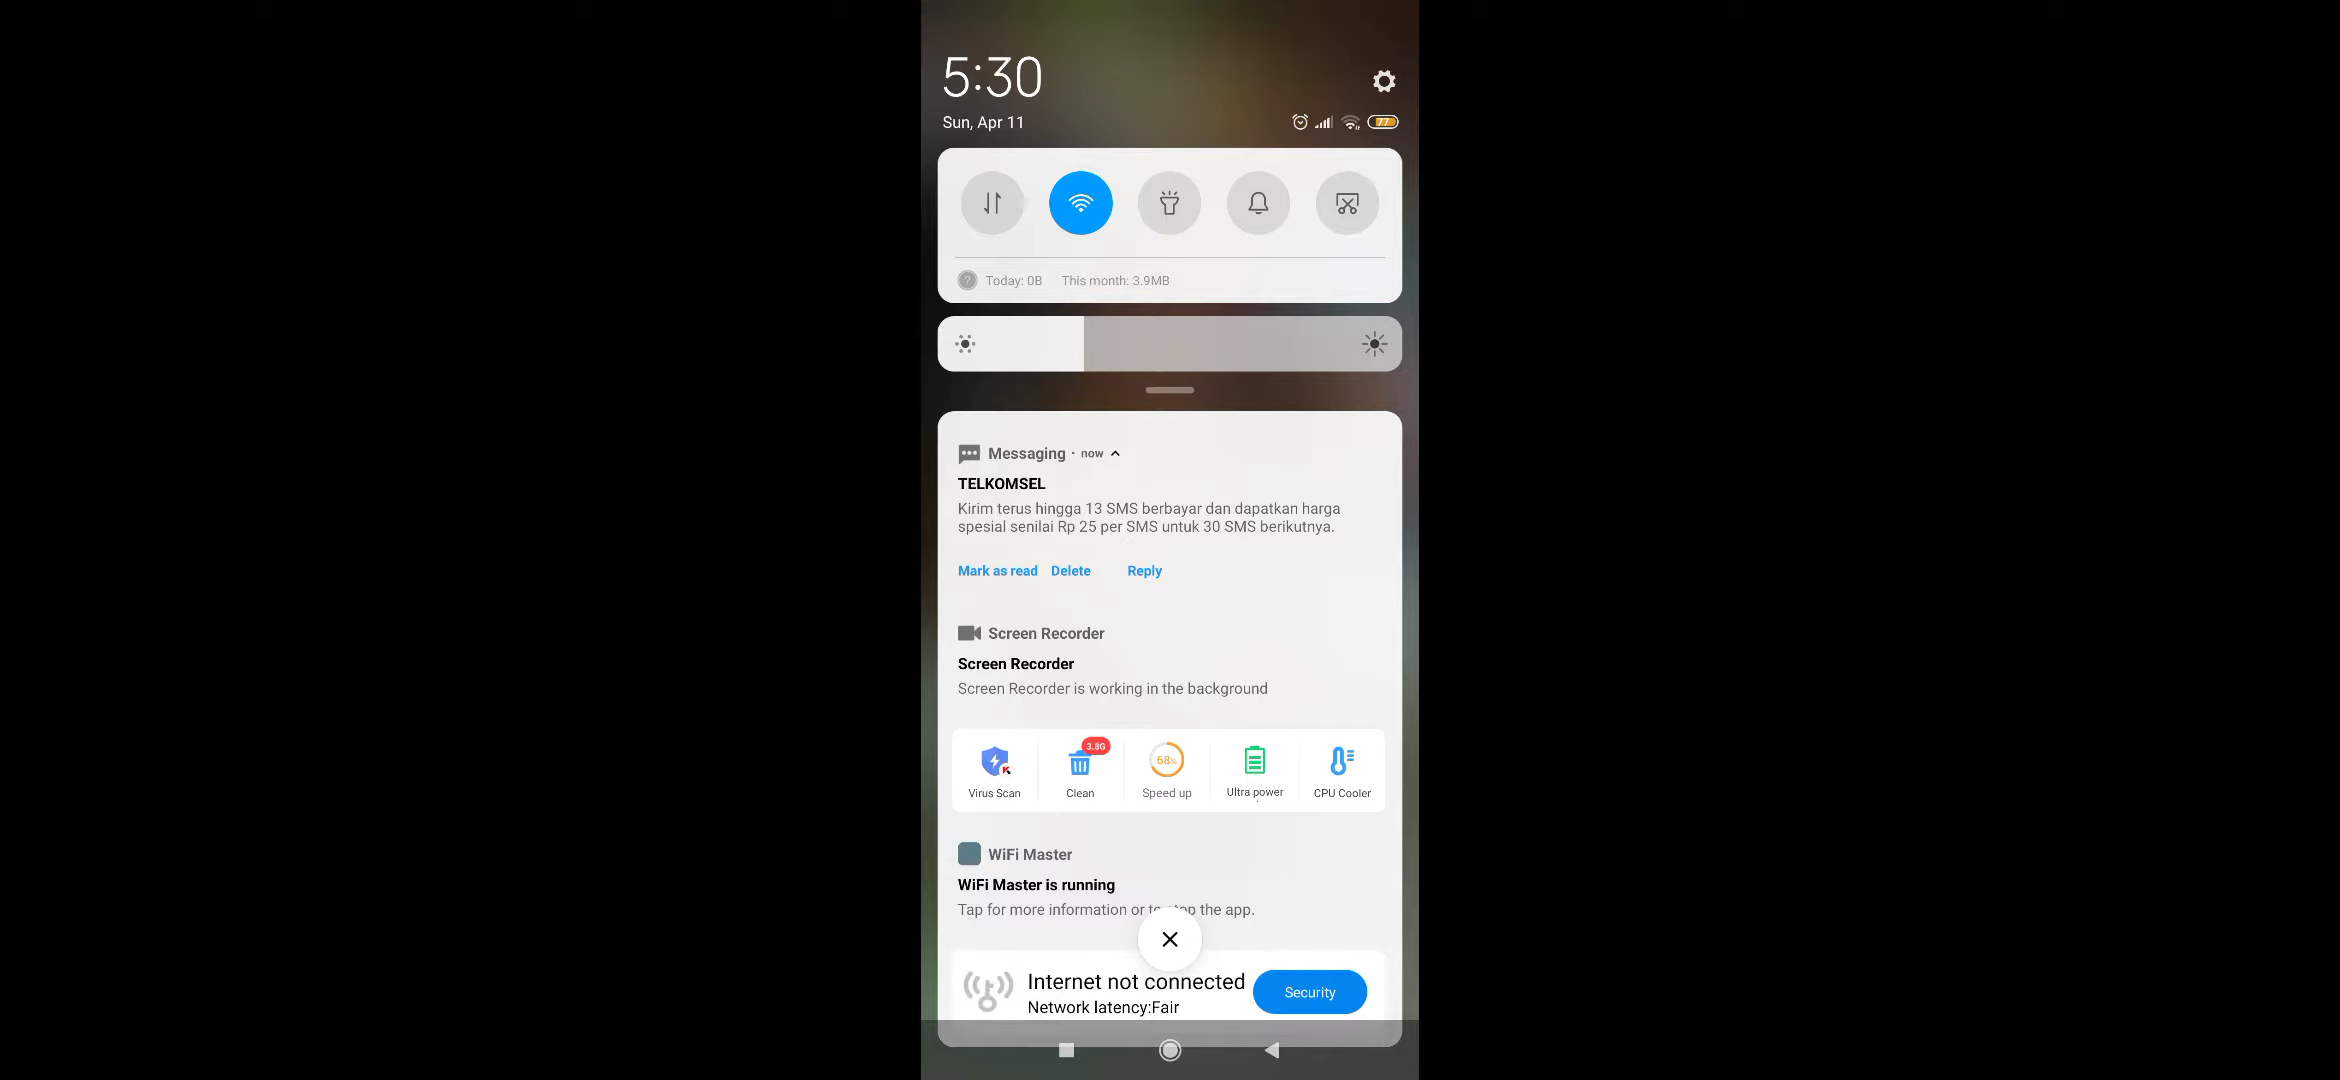 5:30
Sun, Apr 11
77
Today: 0B This month: 3.9MB
Messaging · now
TELKOMSEL
Kirim terus hingga 13 SMS berbayar dan dapatkan harga
spesial senilai Rp 25 per SMS untuk 30 SMS berikutnya.
Mark as read Delete Reply
Screen Recorder
Screen Recorder
Screen Recorder is working in the background
3.8G
68%
Virus Scan Clean Speed up Ultra power CPU Cooler
WiFi Master
WiFi Master is running
Tap for more information or to stop the app.
Internet not connected
Network latency:Fair
Security